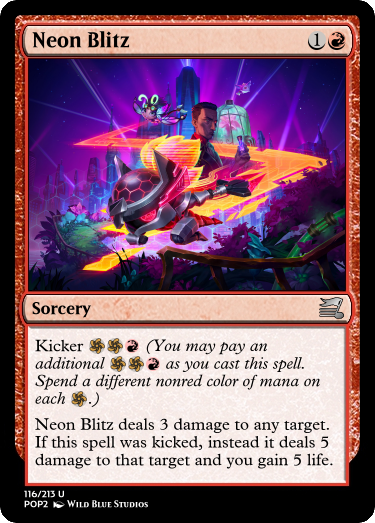 Neon Blitz 1
Sorcery
Kicker (You may pay an
additional as you cast this spell.
Spend a different nonred color of mana on
each .)
Neon Blitz deals 3 damage to any target.
If this spell was kicked, instead it deals 5
damage to that target and you gain 5 life.
116/213 U
POP2 Wild Blue Studios